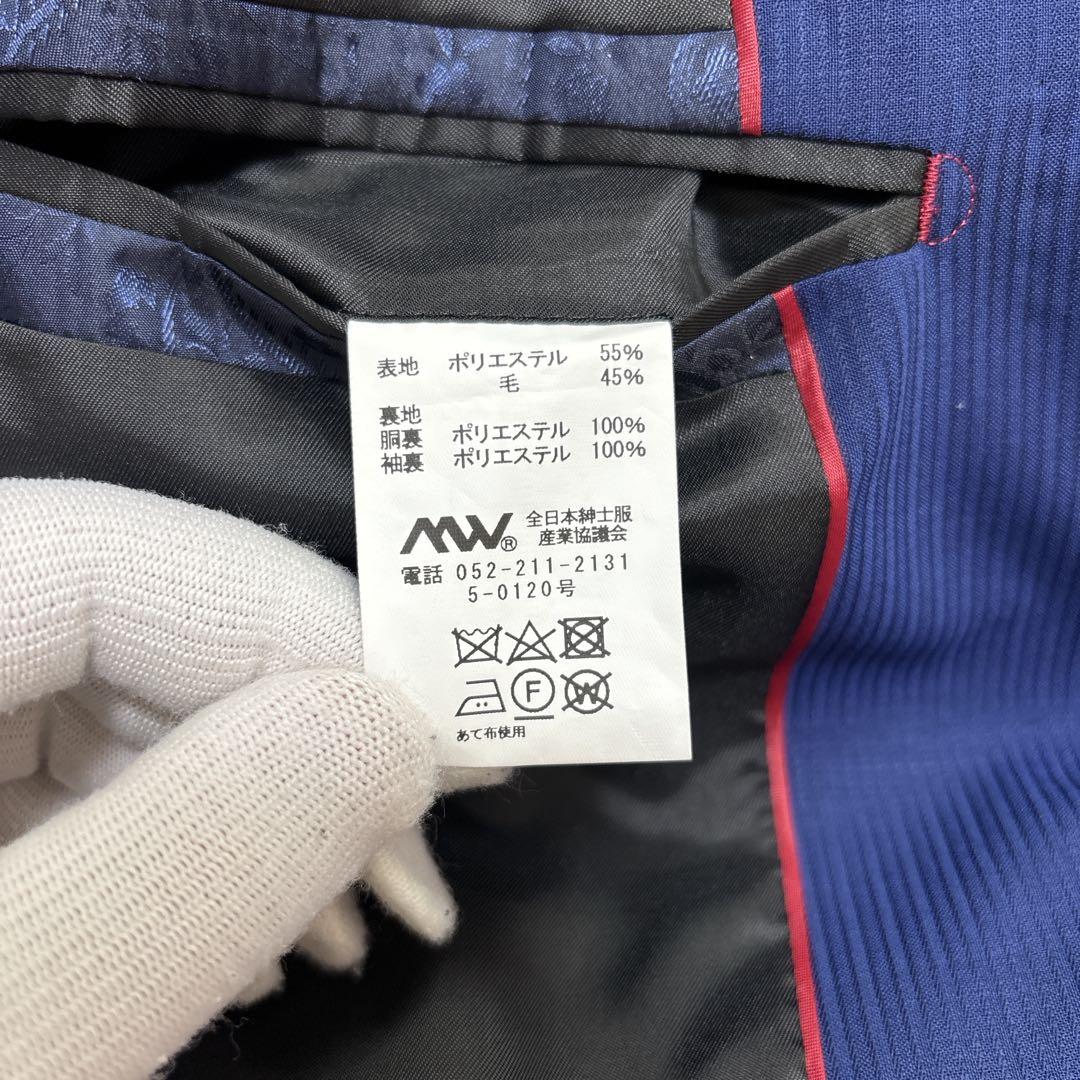 表地 ポリエステル 55%
毛 45%
裏地
胴裏 ポリエステル 100%
袖裏 ポリエステル 100%
MW® 全日本紳士服
産業協議会
電話 052-211-2131
5-0120号
F W
あて布使用